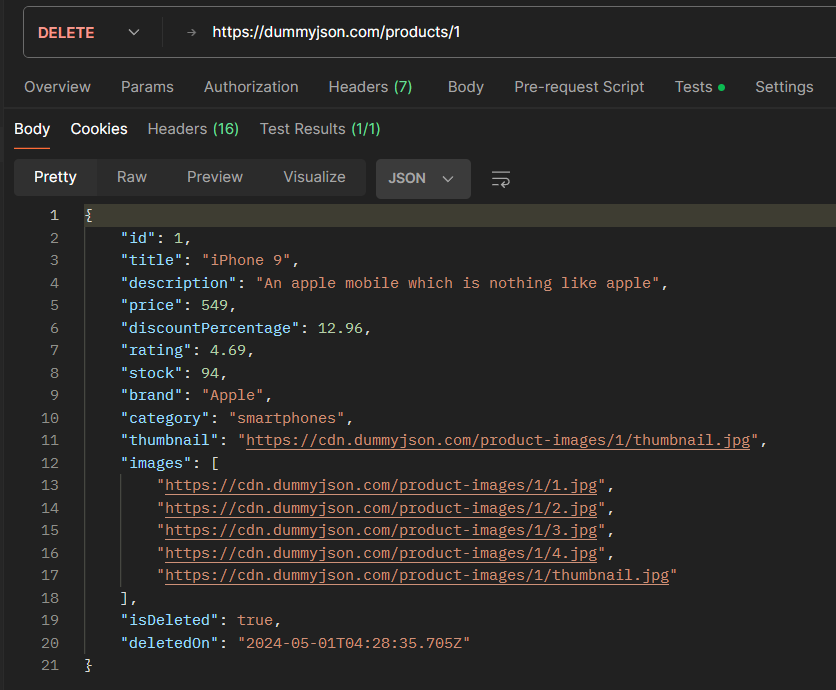 DELETE https://dummyjson.com/products/1
Overview Params Authorization Headers (7) Body Pre-request Script Tests Settings
Body Cookies Headers (16) Test Results (1/1)
Pretty Raw Preview Visualize JSON
1 {
2 "id": 1,
3 "title": "iPhone 9",
4 "description": "An apple mobile which is nothing like apple",
5 "price": 549,
6 "discountPercentage": 12.96,
7 "rating": 4.69,
8 "stock": 94,
9 "brand": "Apple",
10 "category": "smartphones",
11 "thumbnail": "https://cdn.dummyjson.com/product-images/1/thumbnail.jpg",
12 "images": [
13 "https://cdn.dummyjson.com/product-images/1/1.jpg",
14 "https://cdn.dummyjson.com/product-images/1/2.jpg",
15 "https://cdn.dummyjson.com/product-images/1/3.jpg",
16 "https://cdn.dummyjson.com/product-images/1/4.jpg",
17 "https://cdn.dummyjson.com/product-images/1/thumbnail.jpg"
18 ],
19 "isDeleted": true,
20 "deletedOn": "2024-05-01T04:28:35.705Z"
21 }